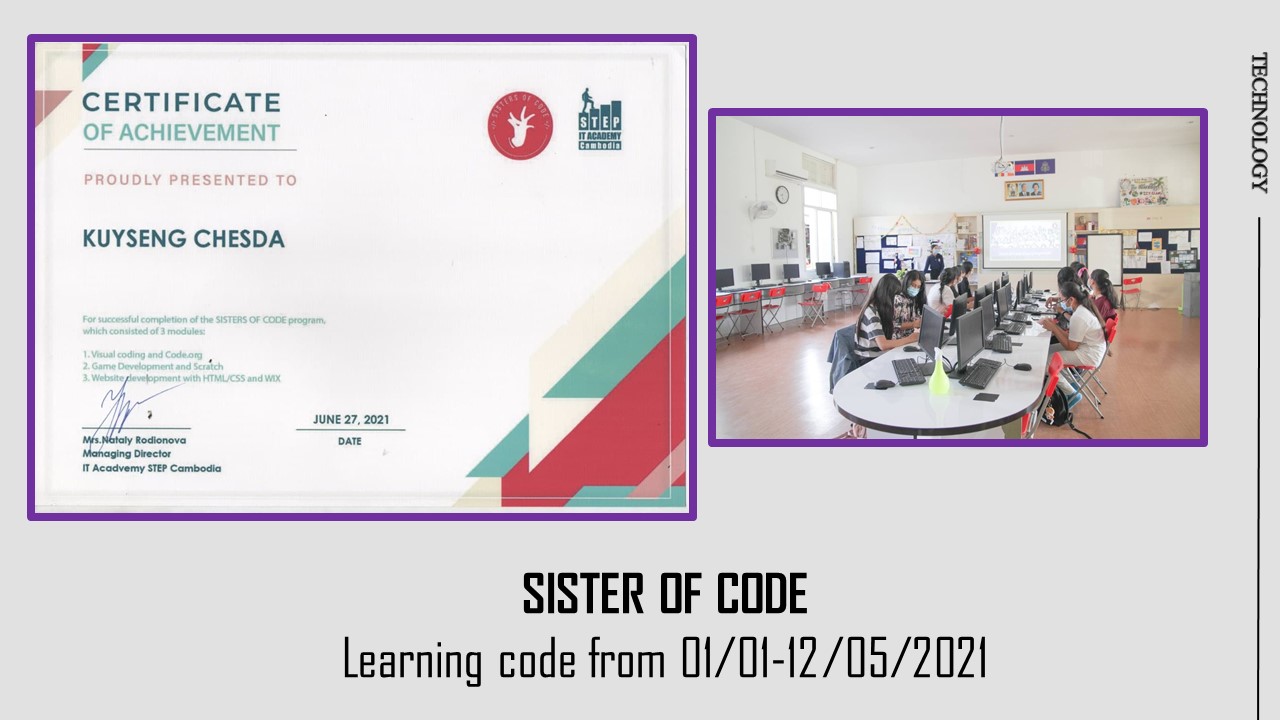 CERTIFICATE
OF ACHIEVEMENT
PROUDLY PRESENTED TO
KUYSENG CHESDA
For successful completion of the SISTERS OF CODE program,
which consisted of 3 modules:
1. Visual coding and Code.org
2. Game Development and Scratch
3. Website development with HTML/CSS and WIX
Mrs.Nataly Rodionova
Managing Director
IT Acadvemy STEP Cambodia
JUNE 27, 2021
DATE
SISTERS OF CODE
STEP
IT ACADEMY
Cambodia
TECHNOLOGY
SISTER OF CODE
Learning code from 01/01-12/05/2021